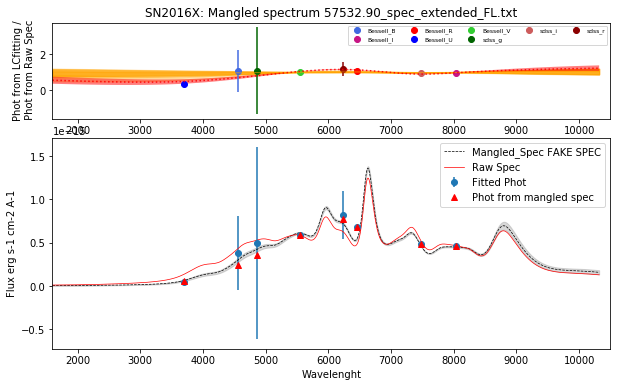 SN2016X: Mangled spectrum 57532.90_spec_extended_FL.txt
Phot from LCfitting /
Phot from Raw Spec
2
0
Bessell_B
Bessell_I
Bessell_R
Bessell_U
Bessell_V
sdss_g
sdss_i
sdss_r
2000 3000 4000 5000 6000 7000 8000 9000 10000
Flux erg s-1 cm-2 A-1
1.5
1.0
0.5
0.0
−0.5
Mangled_Spec FAKE SPEC
Raw Spec
Fitted Phot
Phot from mangled spec
2000 3000 4000 5000 6000 7000 8000 9000 10000
Wavelenght